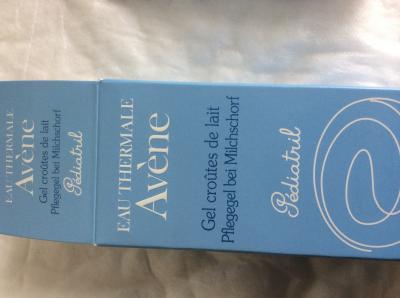 EAU THERMALE
Avène
Gel croûtes de lait
Pflegegel bei Milchschorf
Pédiatril
EAU THERMALE
Avène
Gel croûtes de lait
Pflegegel bei Milchschorf
Pédiatril